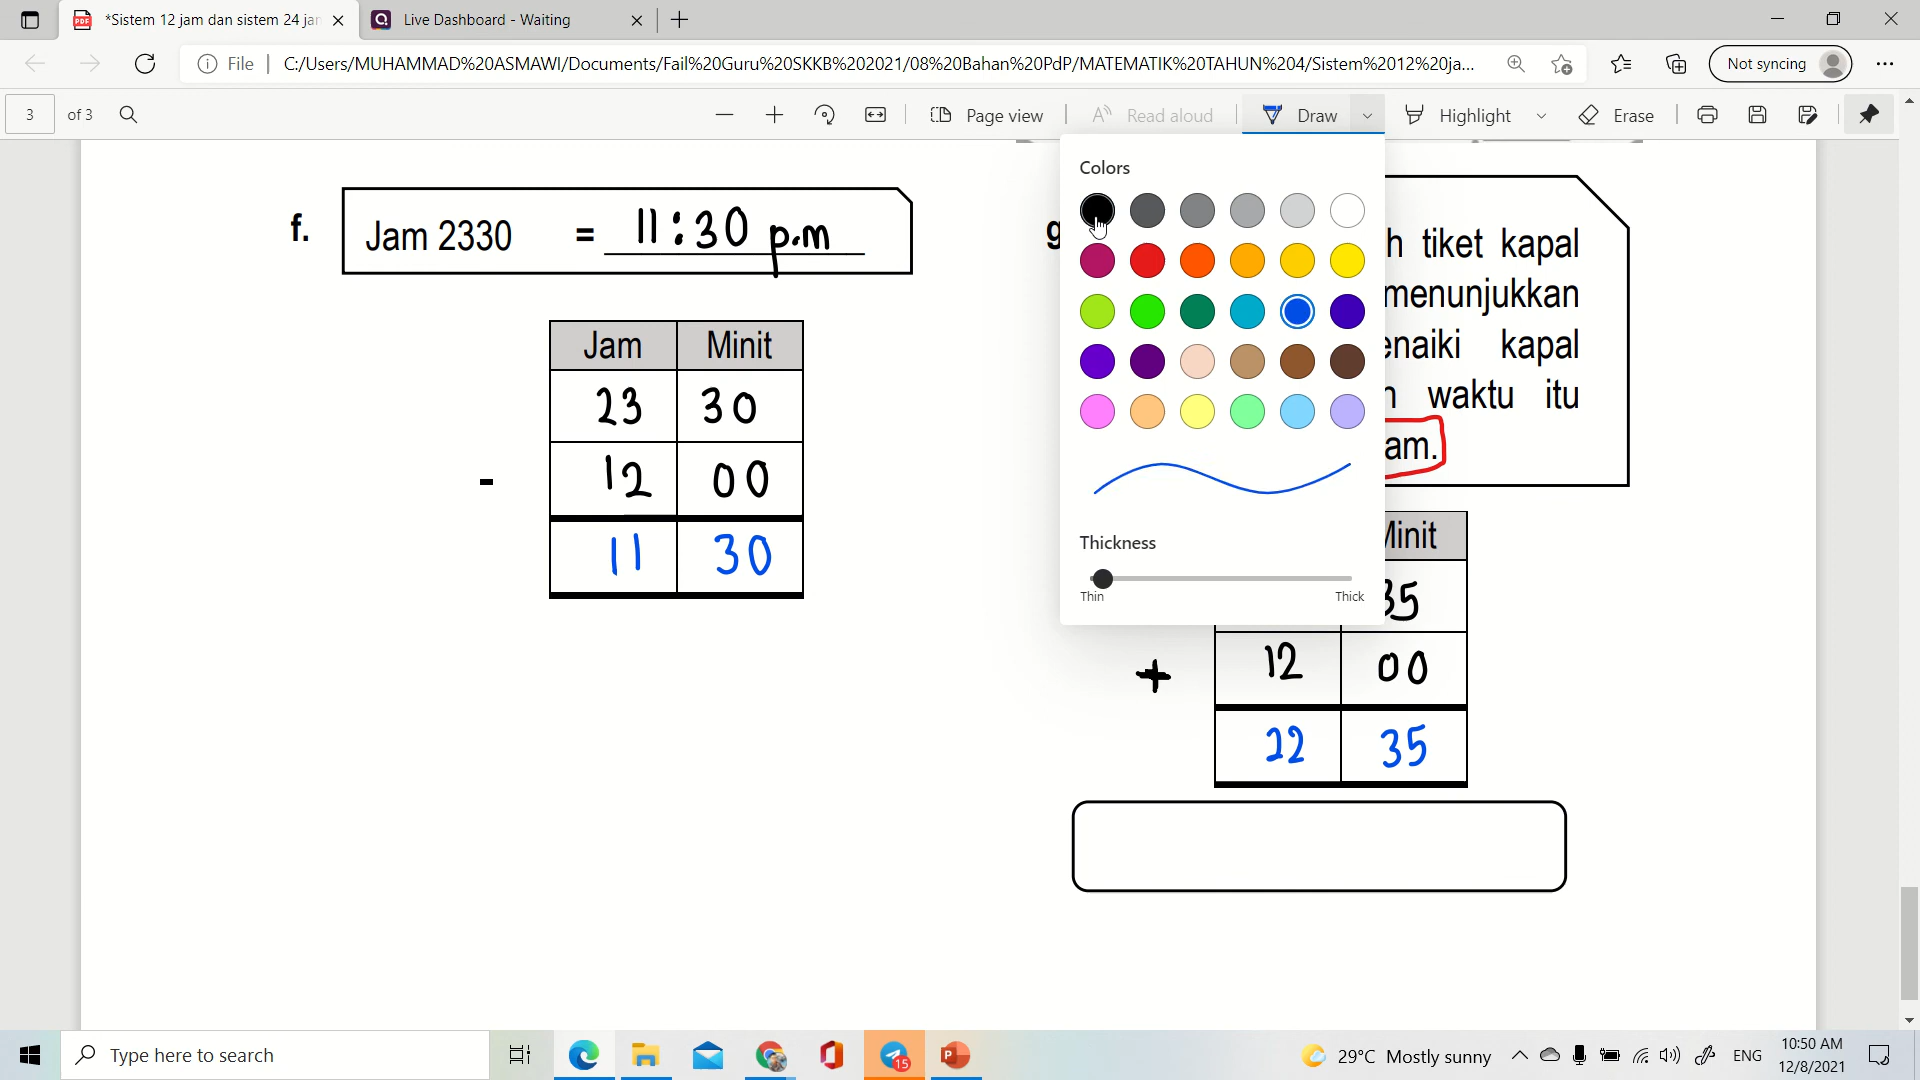 *Sistem 12 jam dan sistem 24 jar
Live Dashboard - Waiting
File
C:/Users/MUHAMMAD%20ASMAWI/Documents/Fail%20Guru%20SKKB%202021/08%20Bahan%20PdP/MATEMATIK%20TAHUN%204/Sistem%2012%20ja...
Not syncing
3 of 3
Page view
Read aloud
Draw
Highlight
Erase
f. Jam 2330 = 11:30 p.m
Jam Minit
23 30
- 12 00
11 30
Colors
Thickness
Thin Thick
g
h tiket kapal
menunjukkan
enaiki kapal
n waktu itu
am.
Minit
35
+ 12 00
22 35
Type here to search
15
29°C Mostly sunny
ENG
10:50 AM
12/8/2021